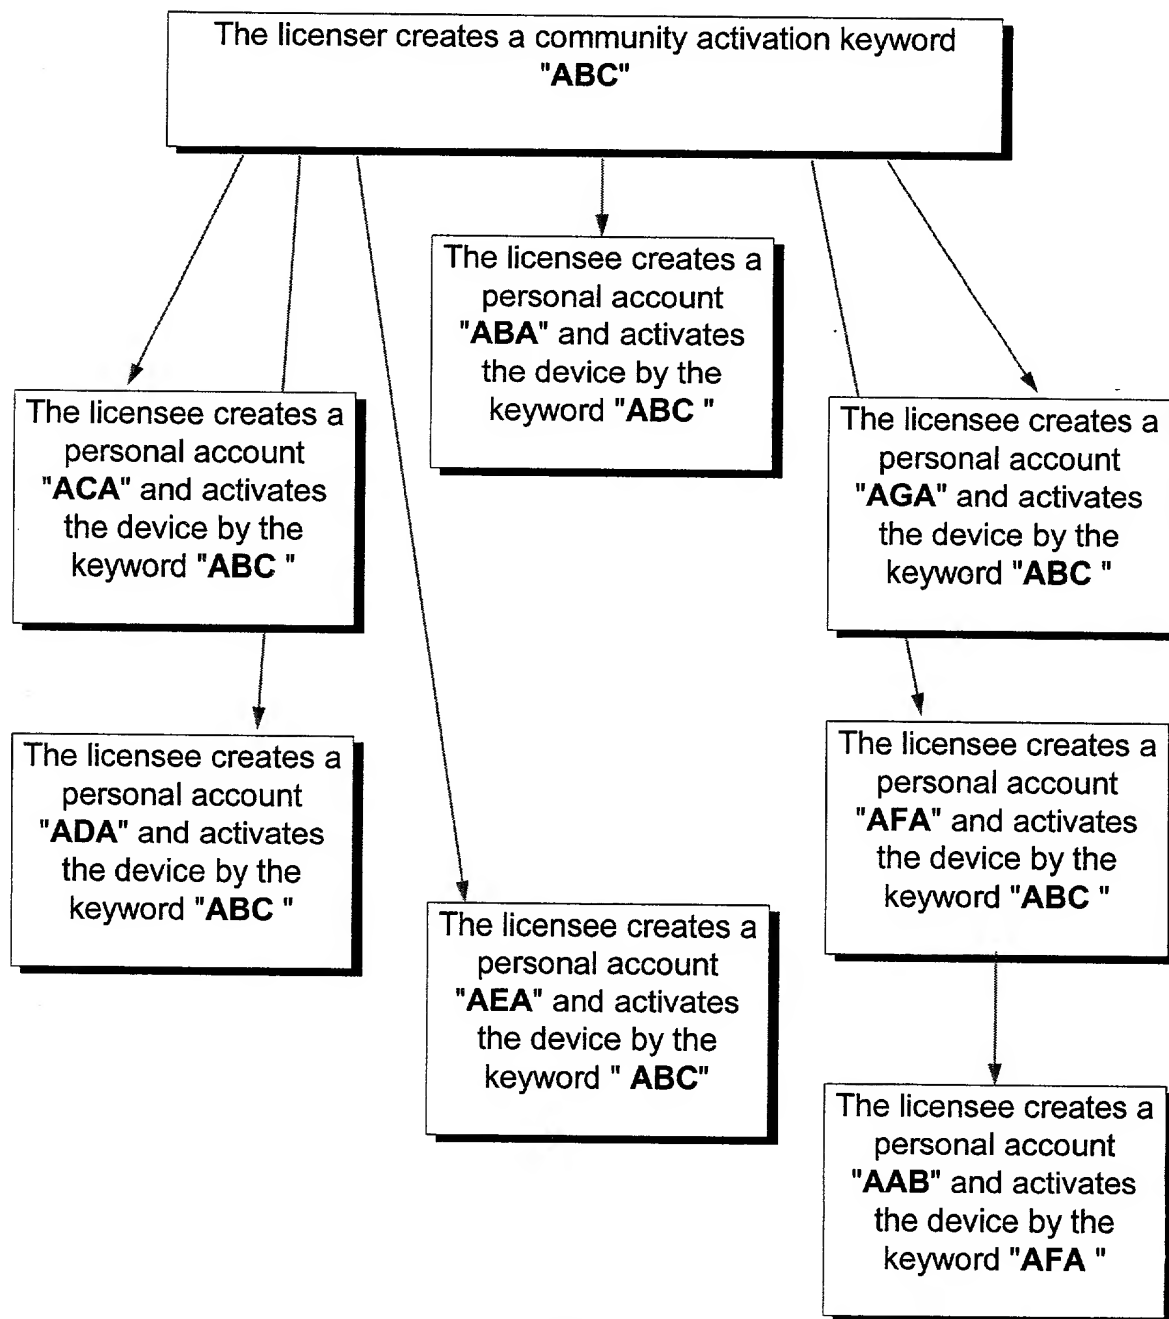 The licenser creates a community activation keyword
"ABC"
The licensee creates a
personal account
"ABA" and activates
the device by the
keyword "ABC "
The licensee creates a
personal account
"ACA" and activates
the device by the
keyword "ABC "
The licensee creates a
personal account
"AGA" and activates
the device by the
keyword "ABC "
The licensee creates a
personal account
"ADA" and activates
the device by the
keyword "ABC "
The licensee creates a
personal account
"AFA" and activates
the device by the
keyword "ABC "
The licensee creates a
personal account
"AEA" and activates
the device by the
keyword " ABC"
The licensee creates a
personal account
"AAB" and activates
the device by the
keyword "AFA "